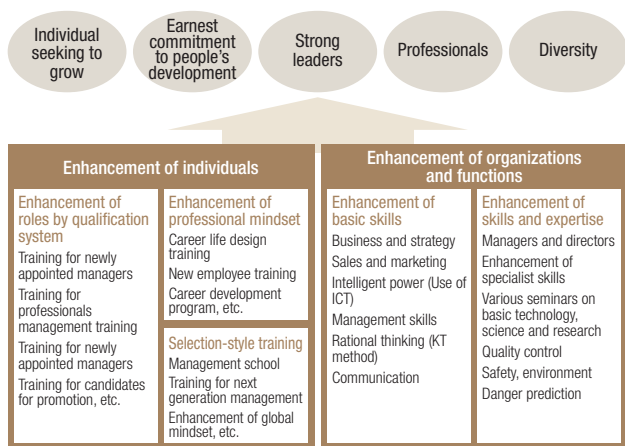 Individual
seeking to
grow
Earnest
commitment
to people's
development
Strong
leaders
Professionals
Diversity
Enhancement of individuals
Enhancement of
roles by qualification
system
Training for newly
appointed managers
Training for
professionals
management training
Training for newly
appointed managers
Training for candidates
for promotion, etc.
Enhancement of
professional mindset
Career life design
training
New employee training
Career development
program, etc.
Selection-style training
Management school
Training for next
generation management
Enhancement of global
mindset, etc.
Enhancement of organizations
and functions
Enhancement of
basic skills
Business and strategy
Sales and marketing
Intelligent power (Use of
ICT)
Management skills
Rational thinking (KT
method)
Communication
Enhancement of
skills and expertise
Managers and directors
Enhancement of
specialist skills
Various seminars on
basic technology,
science and research
Quality control
Safety, environment
Danger prediction